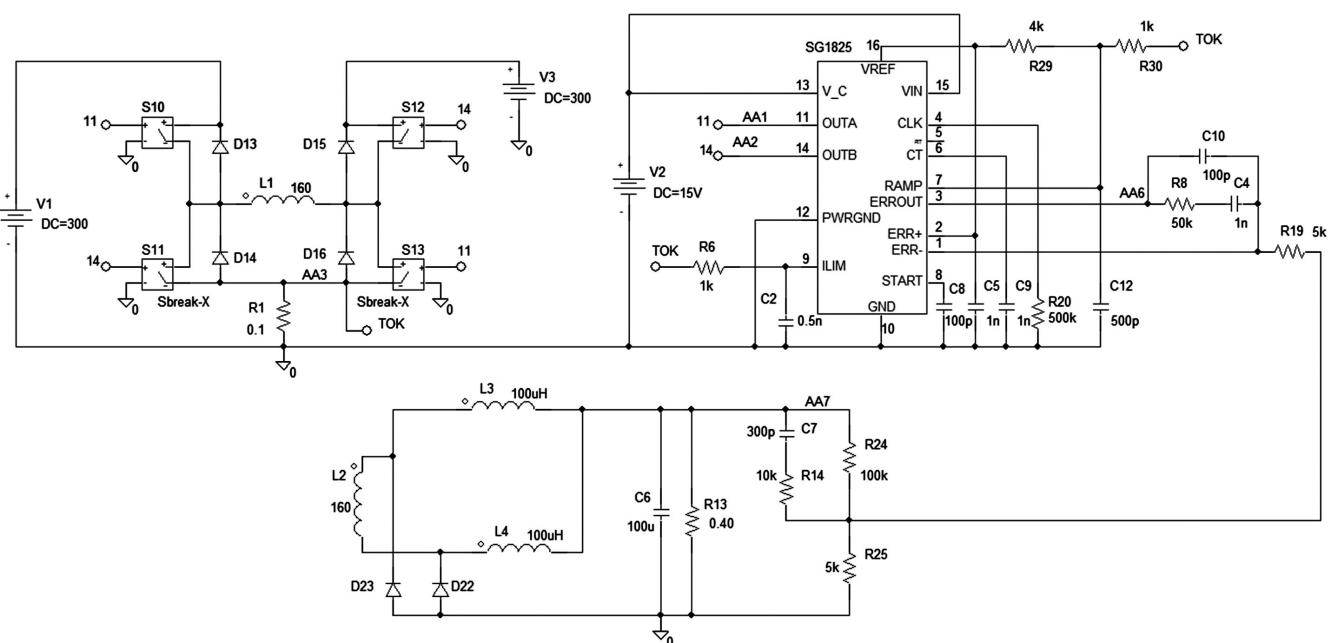 4k
R29
1k
R30
TOK
SG1825
16
VREF
13
V_C
VIN
15
11
AA1
11
OUTA
CLK
4
5
14
AA2
14
OUTB
CT
6
RAMP
7
ERROUT
3
AA6
12
PWRGND
ERR+
2
ERR-
1
TOK
R6
1k
9
ILIM
START
8
GND
10
C2
0.5n
C8
100p
C5
1n
C9
1n
R20
500k
C12
500p
C10
100p
R8
50k
C4
1n
R19
5k
+
V2
DC=15V
-
+
V3
DC=300
-
0
+
V1
DC=300
-
S10
11
0
D13
D15
S12
14
0
L1
160
S11
14
0
Sbreak-X
D14
D16
S13
11
0
Sbreak-X
AA3
R1
0.1
TOK
0
L3
100uH
L2
160
L4
100uH
D23
D22
C6
100u
R13
0.40
AA7
300p
C7
10k
R14
R24
100k
5k
R25
0